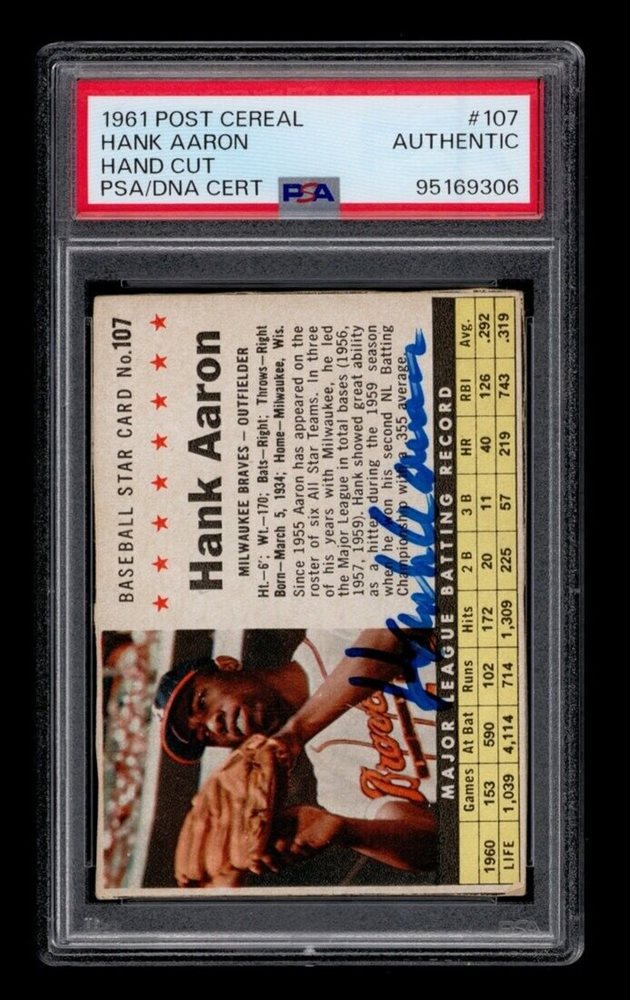 1961 POST CEREAL #107
HANK AARON AUTHENTIC
HAND CUT
PSA/DNA CERT PSA 95169306
BASEBALL STAR CARD No.107
Hank Aaron
MILWAUKEE BRAVES – OUTFIELDER
Ht.–6'; Wt.–170; Bats–Right; Throws–Right
Born–March 5, 1934; Home–Milwaukee, Wis.
Since 1955 Aaron has appeared on the
roster of six All Star Teams. In three
of his years with Milwaukee, he led
the Major League in total bases (1956,
1957, 1959). Hank showed great ability
as a hitter during the 1959 season
when he won his second NL Batting
Championship with a .355 average.
Hank Aaron
Braves
MAJOR LEAGUE BATTING RECORD
Games At Bat Runs Hits 2 B 3 B HR RBI Avg.
1960 153 590 102 172 20 11 40 126 .292
LIFE 1,039 4,114 714 1,309 225 57 219 743 .319